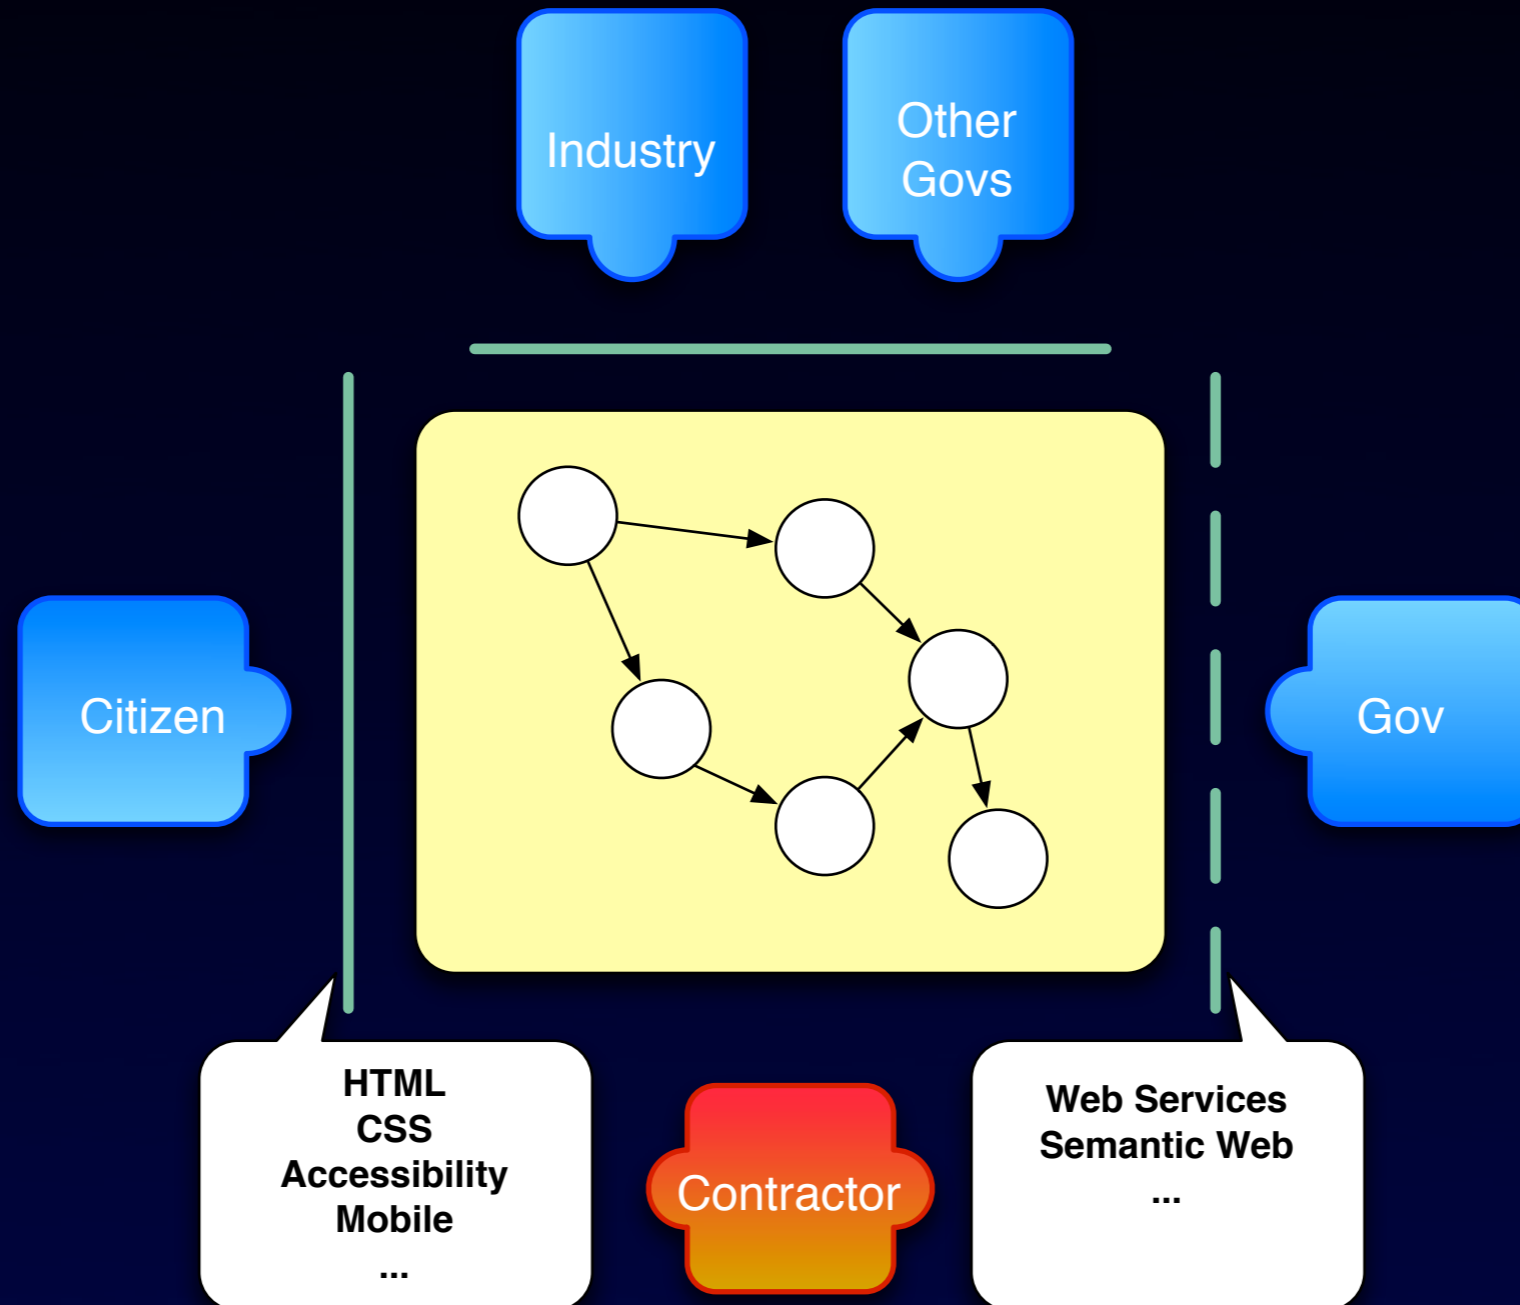 Industry
Other
Govs
Citizen
Gov
HTML
CSS
Accessibility
Mobile
...
Contractor
Web Services
Semantic Web
...